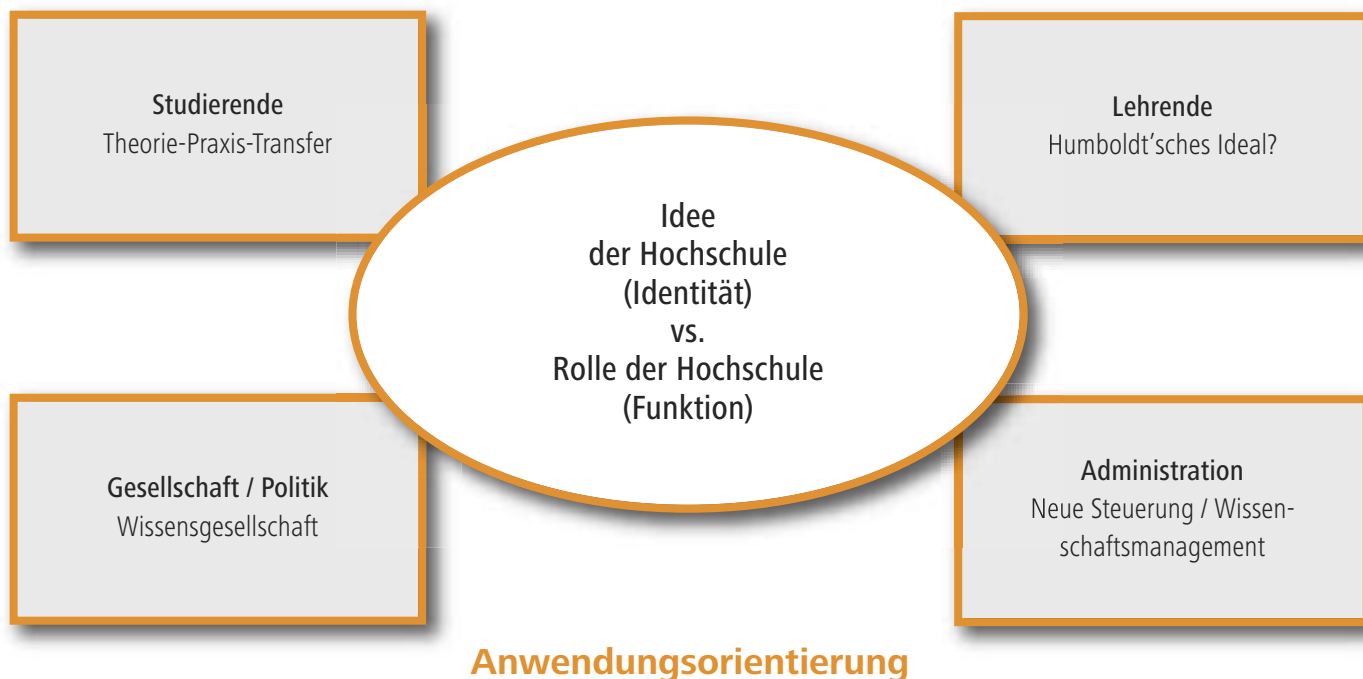 Studierende
Theorie-Praxis-Transfer
Lehrende
Humboldt’sches Ideal?
Idee
der Hochschule
(Identität)
vs.
Rolle der Hochschule
(Funktion)
Gesellschaft / Politik
Wissensgesellschaft
Administration
Neue Steuerung / Wissen-
schaftsmanagement
Anwendungsorientierung